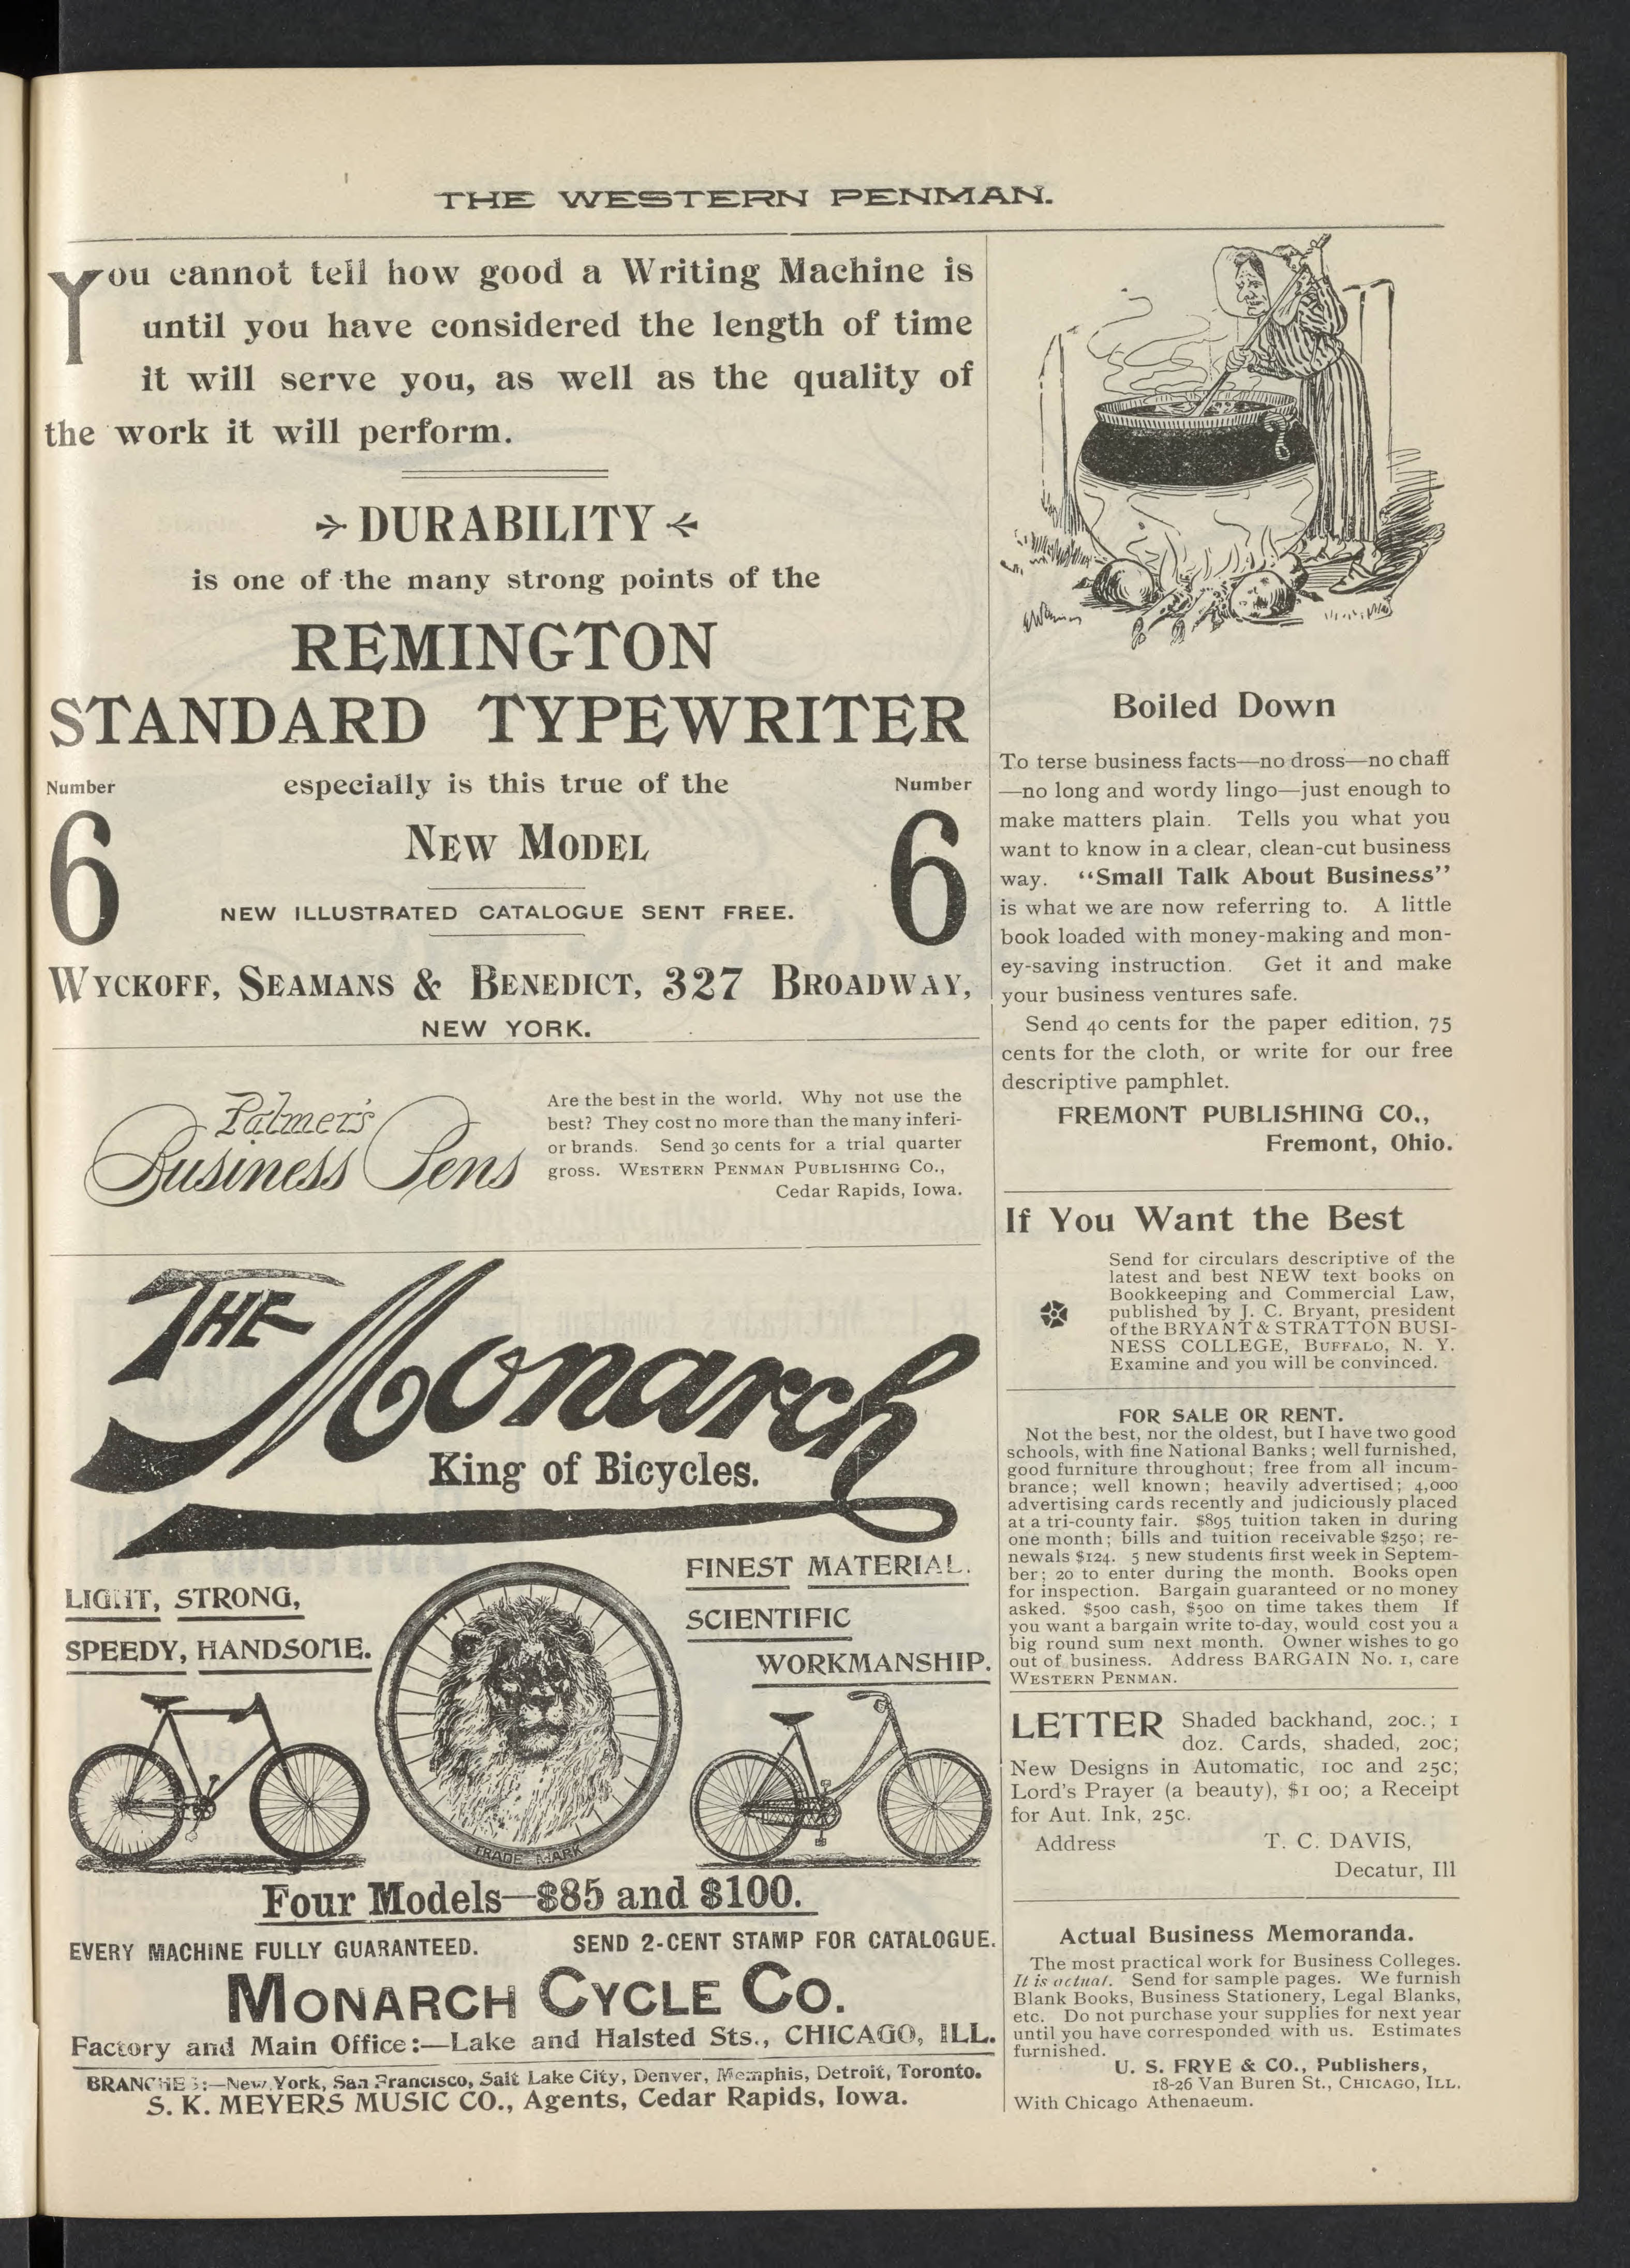 THE WESTERN PENMAN.
You cannot tell how good a Writing Machine is
until you have considered the length of time
it will serve you, as well as the quality of
the work it will perform.
DURABILITY
is one of the many strong points of the
REMINGTON
STANDARD TYPEWRITER
Number especially is this true of the Number
6 NEW MODEL 6
NEW ILLUSTRATED CATALOGUE SENT FREE.
WYCKOFF, SEAMANS & BENEDICT, 327 BROADWAY,
NEW YORK.
Palmer's
Business Pens
Are the best in the world. Why not use the
best? They cost no more than the many inferi-
or brands. Send 30 cents for a trial quarter
gross. WESTERN PENMAN PUBLISHING CO.,
Cedar Rapids, Iowa.
THE Monarch
King of Bicycles.
LIGHT, STRONG,
SPEEDY, HANDSOME.
FINEST MATERIAL.
SCIENTIFIC
WORKMANSHIP.
TRADE MARK
Four Models—$85 and $100.
EVERY MACHINE FULLY GUARANTEED. SEND 2-CENT STAMP FOR CATALOGUE.
MONARCH CYCLE CO.
Factory and Main Office:—Lake and Halsted Sts., CHICAGO, ILL.
BRANCHES:—New York, San Francisco, Salt Lake City, Denver, Memphis, Detroit, Toronto.
S. K. MEYERS MUSIC CO., Agents, Cedar Rapids, Iowa.
Boiled Down
To terse business facts—no dross—no chaff
—no long and wordy lingo—just enough to
make matters plain. Tells you what you
want to know in a clear, clean-cut business
way. "Small Talk About Business"
is what we are now referring to. A little
book loaded with money-making and mon-
ey-saving instruction. Get it and make
your business ventures safe.
Send 40 cents for the paper edition, 75
cents for the cloth, or write for our free
descriptive pamphlet.
FREMONT PUBLISHING CO.,
Fremont, Ohio.
If You Want the Best
Send for circulars descriptive of the
latest and best NEW text books on
Bookkeeping and Commercial Law,
published by J. C. Bryant, president
of the BRYANT & STRATTON BUSI-
NESS COLLEGE, BUFFALO, N. Y.
Examine and you will be convinced.
FOR SALE OR RENT.
Not the best, nor the oldest, but I have two good
schools, with fine National Banks; well furnished,
good furniture throughout; free from all incum-
brance; well known; heavily advertised; 4,000
advertising cards recently and judiciously placed
at a tri-county fair. $895 tuition taken in during
one month; bills and tuition receivable $250; re-
newals $124. 5 new students first week in Septem-
ber; 20 to enter during the month. Books open
for inspection. Bargain guaranteed or no money
asked. $500 cash, $500 on time takes them If
you want a bargain write to-day, would cost you a
big round sum next month. Owner wishes to go
out of business. Address BARGAIN No. 1, care
WESTERN PENMAN.
LETTER Shaded backhand, 20c.; 1
doz. Cards, shaded, 20c;
New Designs in Automatic, 10c and 25c;
Lord's Prayer (a beauty), $1 00; a Receipt
for Aut. Ink, 25c.
Address T. C. DAVIS,
Decatur, Ill
Actual Business Memoranda.
The most practical work for Business Colleges.
It is actual. Send for sample pages. We furnish
Blank Books, Business Stationery, Legal Blanks,
etc. Do not purchase your supplies for next year
until you have corresponded with us. Estimates
furnished.
U. S. FRYE & CO., Publishers,
18-26 Van Buren St., CHICAGO, ILL.
With Chicago Athenaeum.